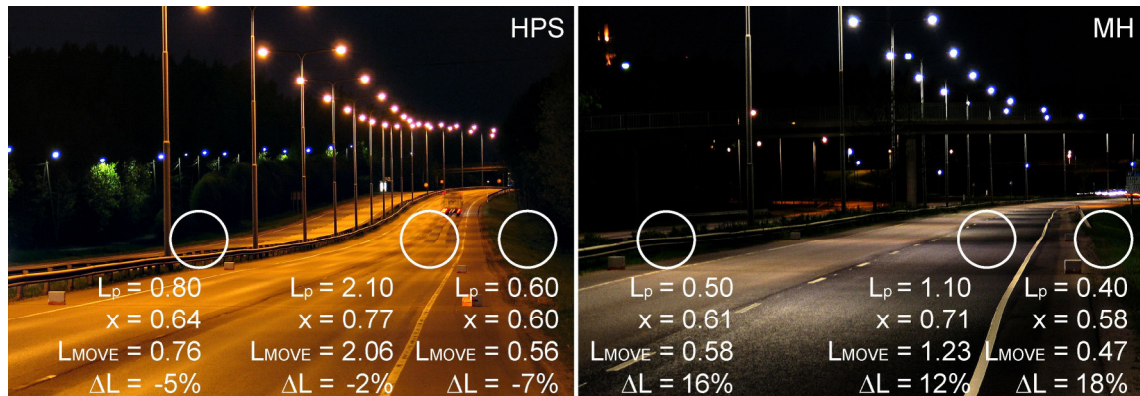 HPS
Lp = 0.80
x = 0.64
LMOVE = 0.76
ΔL = -5%
Lp = 2.10
x = 0.77
LMOVE = 2.06
ΔL = -2%
Lp = 0.60
x = 0.60
LMOVE = 0.56
ΔL = -7%
MH
Lp = 0.50
x = 0.61
LMOVE = 0.58
ΔL = 16%
Lp = 1.10
x = 0.71
LMOVE = 1.23
ΔL = 12%
Lp = 0.40
x = 0.58
LMOVE = 0.47
ΔL = 18%